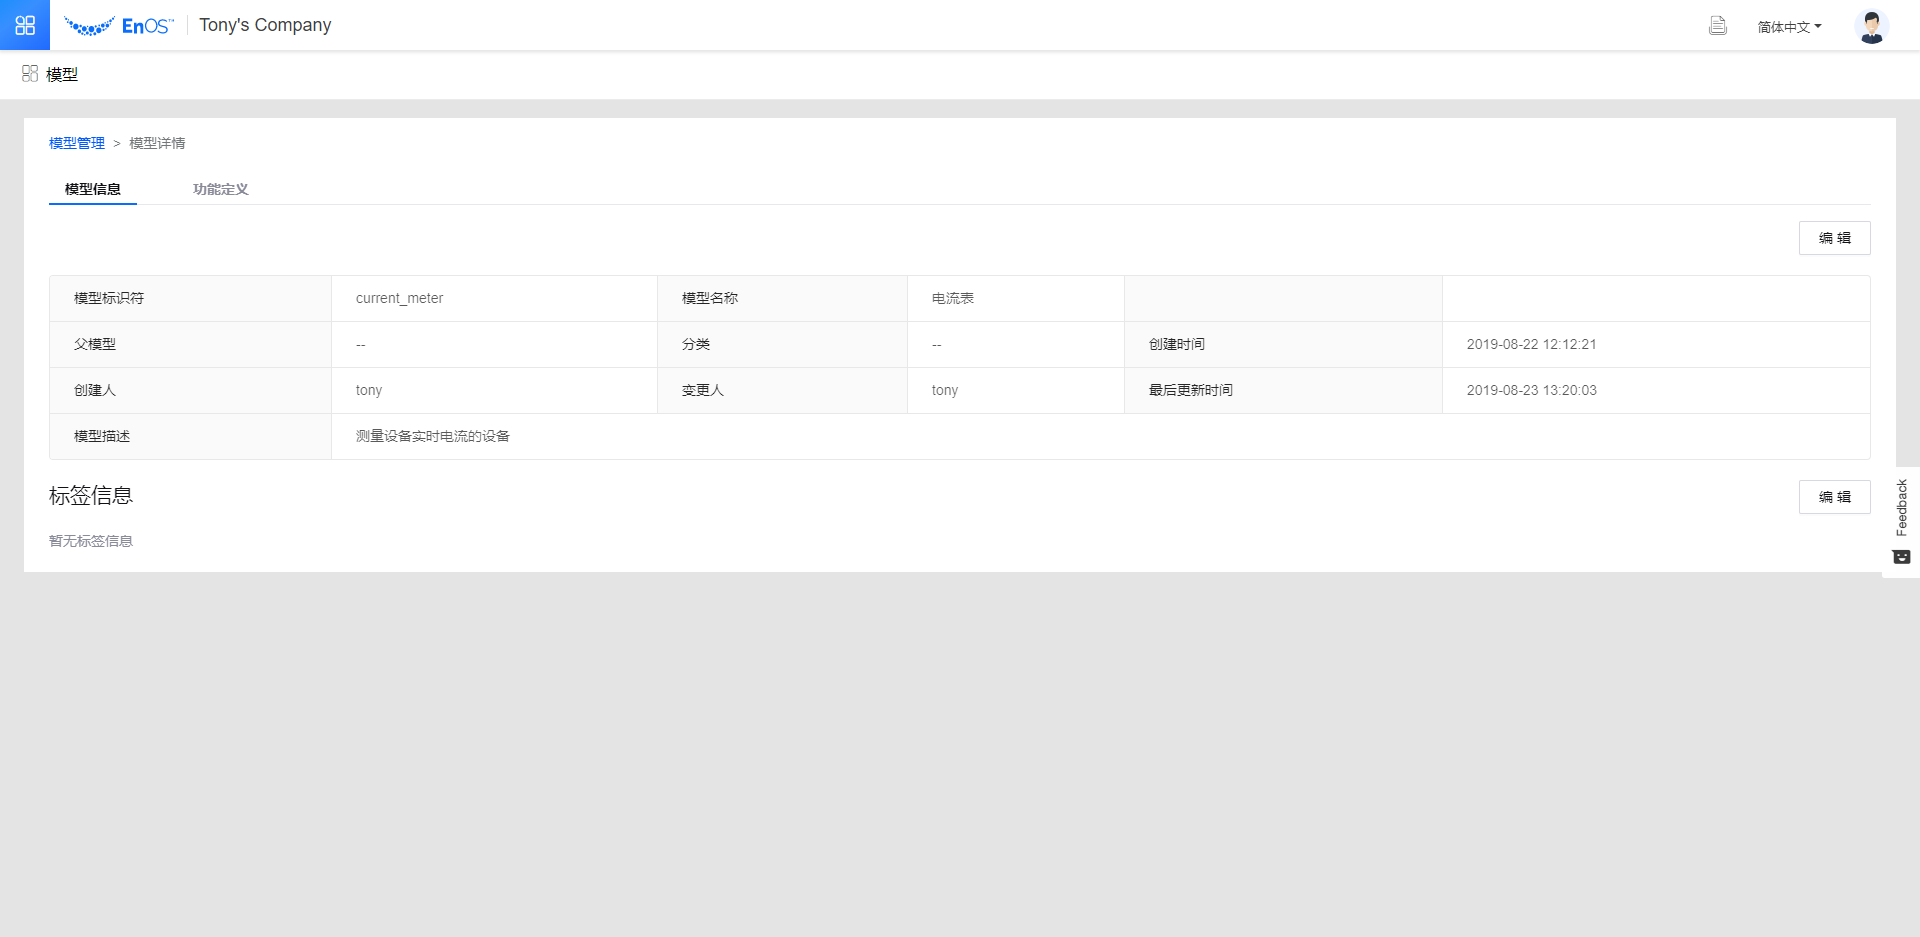 EnOS™ Tony's Company 简体中文
模型
模型管理 > 模型详情
模型信息 功能定义
编 辑
模型标识符 current_meter 模型名称 电流表
父模型 -- 分类 -- 创建时间 2019-08-22 12:12:21
创建人 tony 变更人 tony 最后更新时间 2019-08-23 13:20:03
模型描述 测量设备实时电流的设备
标签信息 编 辑
暂无标签信息
Feedback